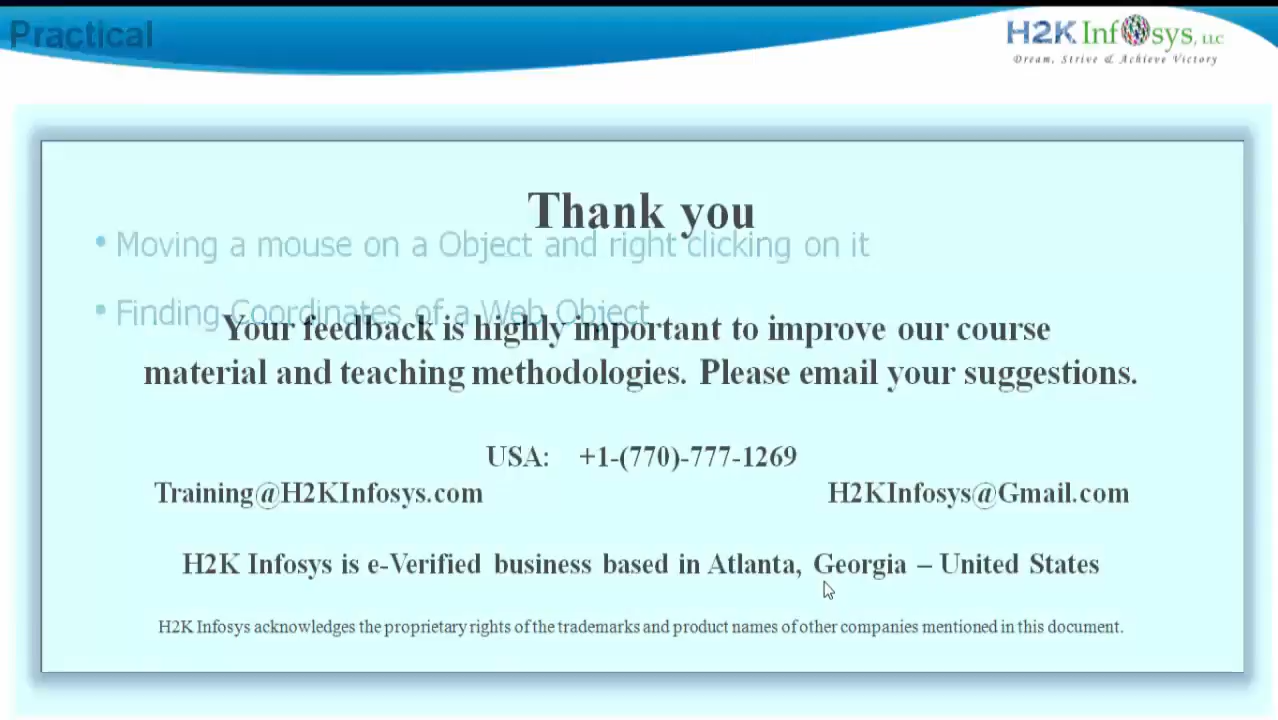 Practical
H2K Infosys, LLC
Dream, Strive & Achieve Victory
Thank you
• Moving a mouse on a Object and right clicking on it
• Finding Coordinates of a Web Object
Your feedback is highly important to improve our course
material and teaching methodologies. Please email your suggestions.
USA: +1-(770)-777-1269
Training@H2KInfosys.com H2KInfosys@Gmail.com
H2K Infosys is e-Verified business based in Atlanta, Georgia – United States
H2K Infosys acknowledges the proprietary rights of the trademarks and product names of other companies mentioned in this document.